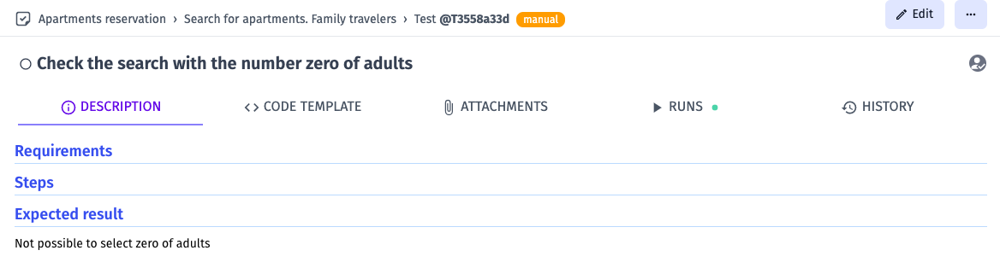 Apartments reservation › Search for apartments. Family travelers › Test @T3558a33d manual Edit ...
Check the search with the number zero of adults
DESCRIPTION <> CODE TEMPLATE ATTACHMENTS RUNS HISTORY
Requirements
Steps
Expected result
Not possible to select zero of adults